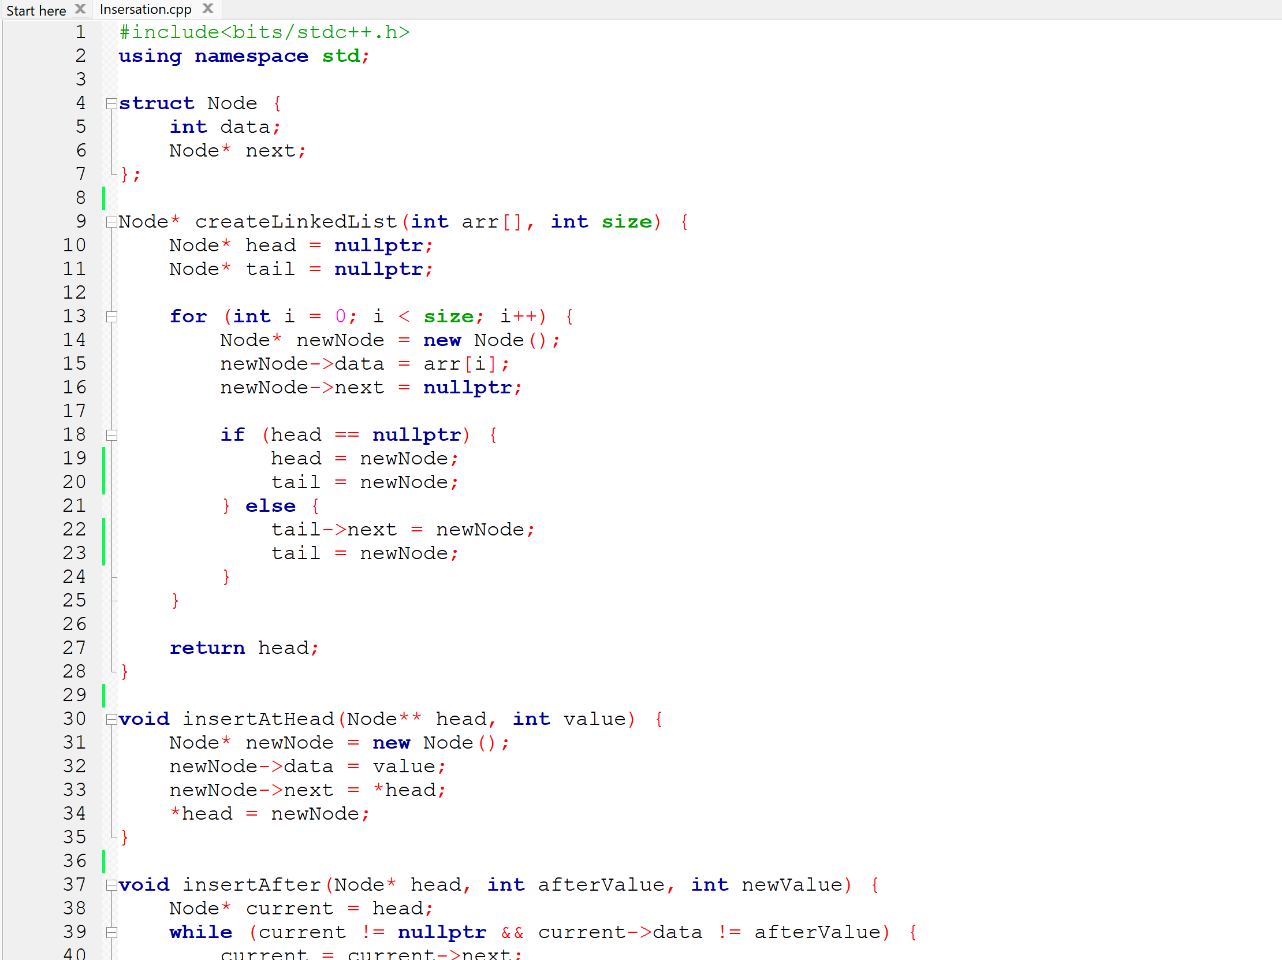 Start here X Insersation.cpp X
1 #include<bits/stdc++.h>
2 using namespace std;
3
4 struct Node {
5     int data;
6     Node* next;
7 };
8
9 Node* createLinkedList(int arr[], int size) {
10     Node* head = nullptr;
11     Node* tail = nullptr;
12
13     for (int i = 0; i < size; i++) {
14         Node* newNode = new Node();
15         newNode->data = arr[i];
16         newNode->next = nullptr;
17
18         if (head == nullptr) {
19             head = newNode;
20             tail = newNode;
21         } else {
22             tail->next = newNode;
23             tail = newNode;
24         }
25     }
26
27     return head;
28 }
29
30 void insertAtHead(Node** head, int value) {
31     Node* newNode = new Node();
32     newNode->data = value;
33     newNode->next = *head;
34     *head = newNode;
35 }
36
37 void insertAfter(Node* head, int afterValue, int newValue) {
38     Node* current = head;
39     while (current != nullptr && current->data != afterValue) {
40         current = current->next;